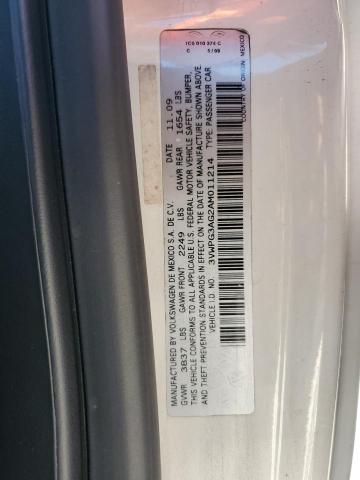 1C0 010 374 C
C 5/09
MANUFACTURED BY VOLKSWAGEN DE MEXICO S.A. DE C.V. DATE 11-09
GVWR 3837 LBS GAWR FRONT 2249 LBS GAWR REAR 1654 LBS
THIS VEHICLE CONFORMS TO ALL APPLICABLE U.S. FEDERAL MOTOR VEHICLE SAFETY, BUMPER,
AND THEFT PREVENTION STANDARDS IN EFFECT ON THE DATE OF MANUFACTURE SHOWN ABOVE.
VEHICLE I.D. NO. 3VWPG3AG2AM011214 TYPE: PASSENGER CAR
COUNTRY OF ORIGIN: MEXICO